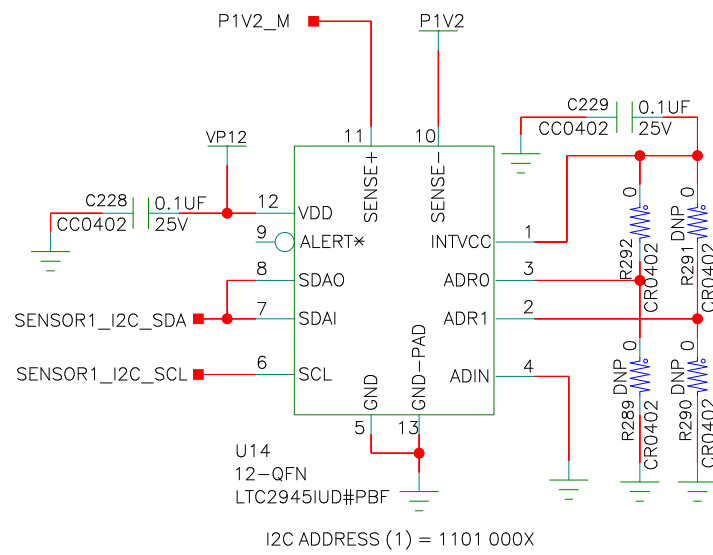 P1V2_M
P1V2
C229
0.1UF
CC0402
25V
11
10
VP12
SENSE+
SENSE-
C228
0.1UF
CC0402
25V
12
VDD
9
ALERT*
INTVCC
1
8
SDAO
ADR0
3
SENSOR1_I2C_SDA
7
SDAI
ADR1
2
SENSOR1_I2C_SCL
6
SCL
ADIN
4
GND
GND-PAD
5
13
0
R292
CR0402
0
DNP
R291
CR0402
0
DNP
R289
CR0402
0
DNP
R290
CR0402
U14
12-QFN
LTC2945IUD#PBF
I2C ADDRESS (1) = 1101 000X